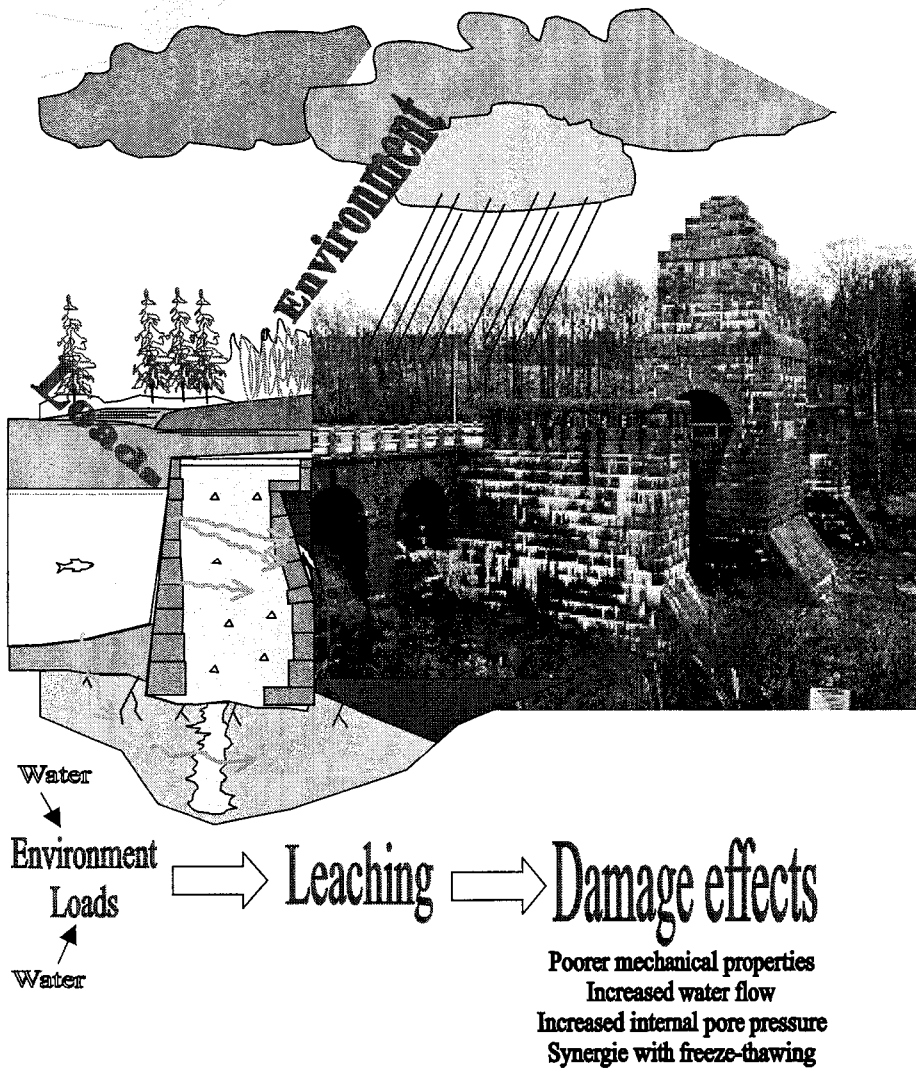 Environment
Loads
Water
Environment
Loads
Water
Leaching
Damage effects
Poorer mechanical properties
Increased water flow
Increased internal pore pressure
Synergie with freeze-thawing